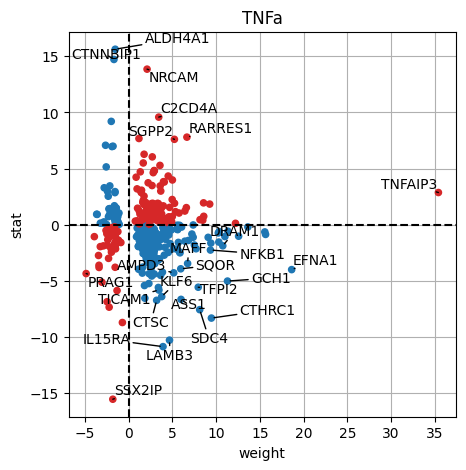 TNFa
ALDH4A1
CTNNBIP1
NRCAM
C2CD4A
SGPP2
RARRES1
TNFAIP3
DRAM1
MAFF
NFKB1
AMPD3
SQOR
EFNA1
PRAG1
KLF6
GCH1
TFPI2
TICAM1
ASS1
CTHRC1
CTSC
IL15RA
SDC4
LAMB3
SSX2IP
15
10
5
0
−5
−10
−15
stat
−5
0
5
10
15
20
25
30
35
weight